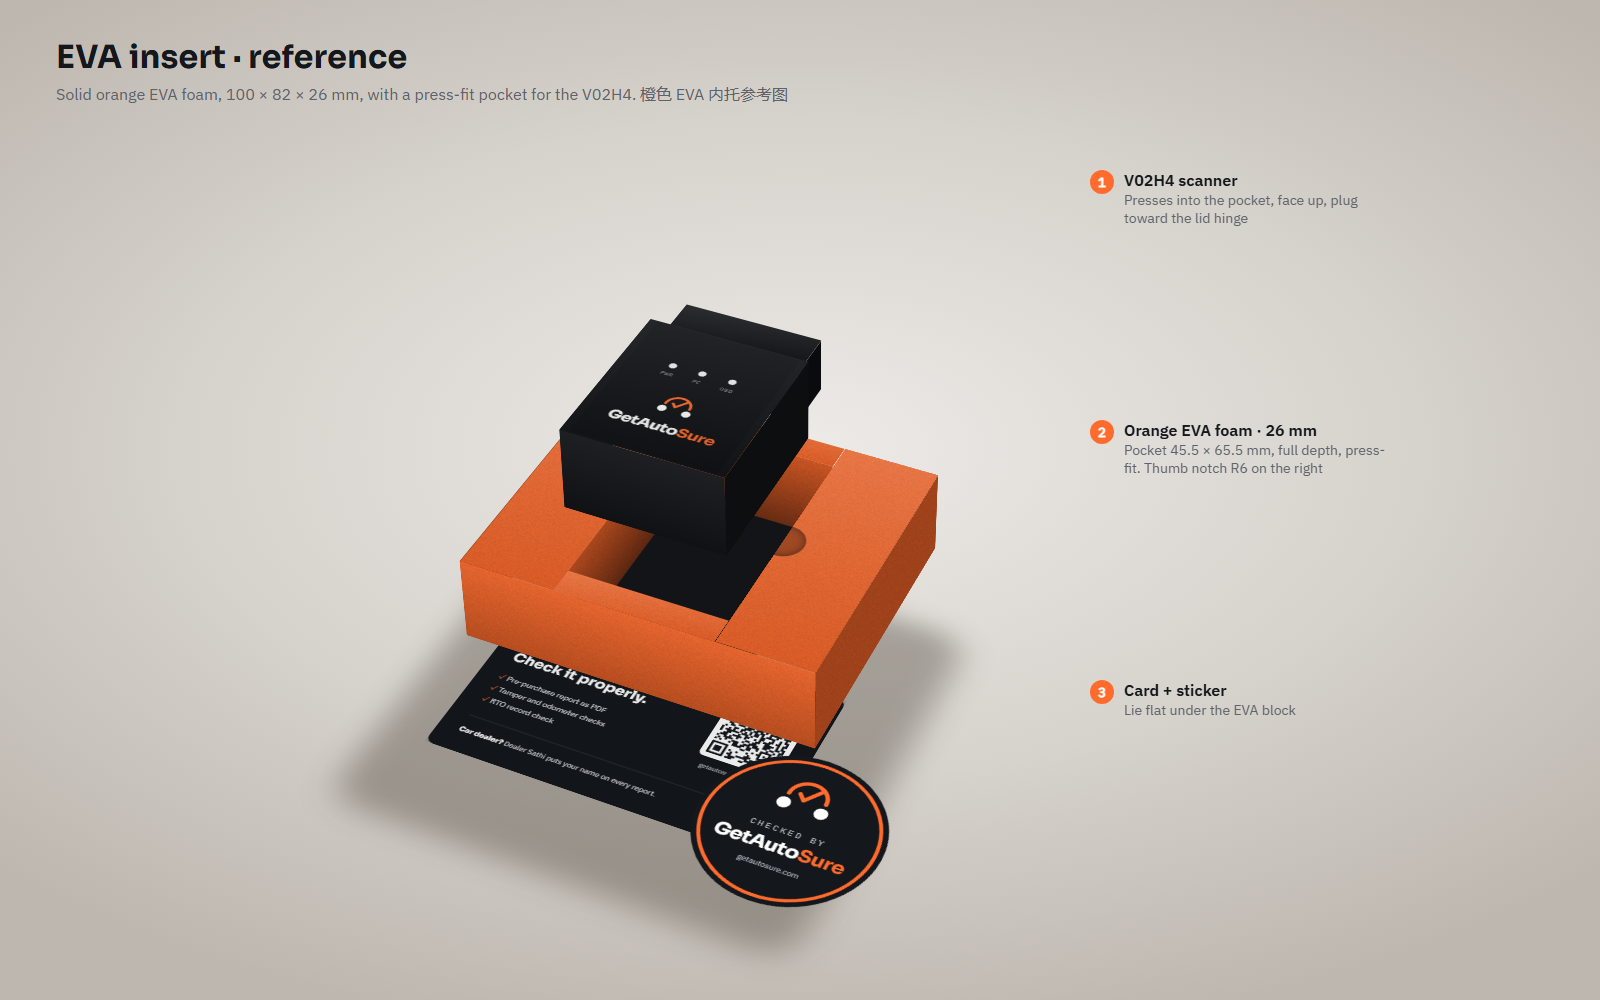 EVA insert · reference
Solid orange EVA foam, 100 × 82 × 26 mm, with a press-fit pocket for the V02H4. 橙色 EVA 内托参考图
1 V02H4 scanner
Presses into the pocket, face up, plug
toward the lid hinge
GetAutoSure
2 Orange EVA foam · 26 mm
Pocket 45.5 × 65.5 mm, full depth, press-
fit. Thumb notch R6 on the right
3 Card + sticker
Lie flat under the EVA block
Check it properly.
Pre-purchase report as PDF
Tamper and odometer checks
RTO record check
Car dealer? Dealer Sathi puts your name on every report.
CHECKED BY
GetAutoSure
getautosure.com